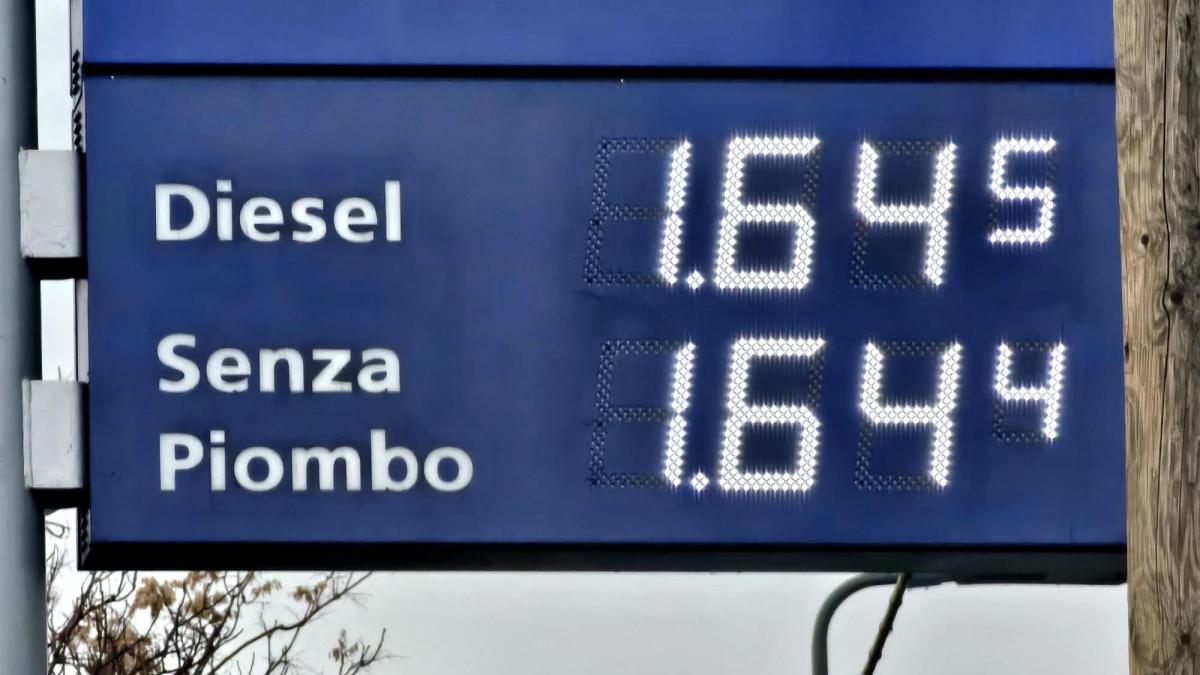 Diesel 1.645
Senza
Piombo 1.644